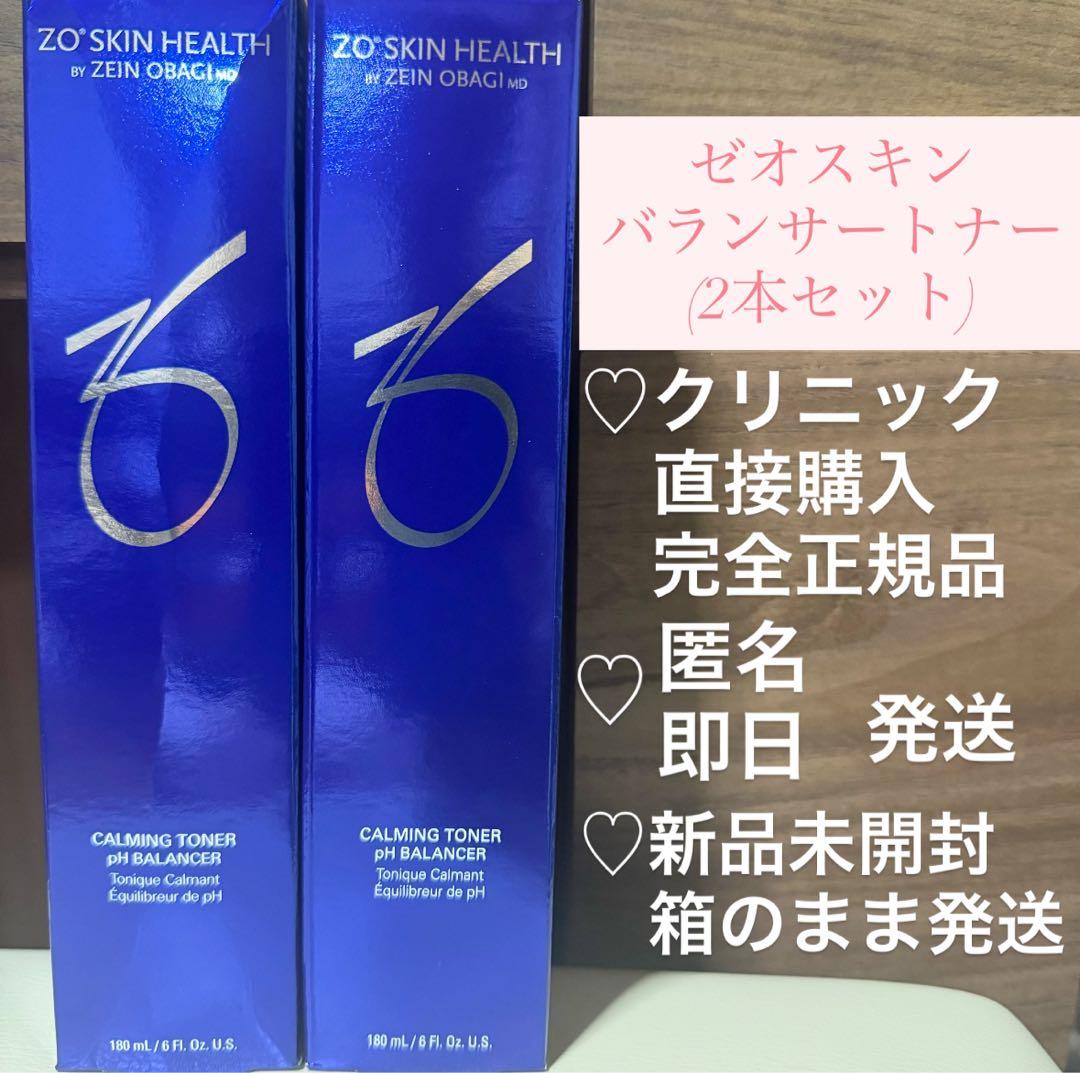 ZO® SKIN HEALTH
BY ZEIN OBAGI MD
CALMING TONER
pH BALANCER
Tonique Calmant
Équilibreur de pH
180 mL / 6 Fl. Oz. U.S.
ZO® SKIN HEALTH
BY ZEIN OBAGI MD
CALMING TONER
pH BALANCER
Tonique Calmant
Équilibreur de pH
180 mL / 6 Fl. Oz. U.S.
ゼオスキン
バランサートナー
(2本セット)
♡クリニック
直接購入
完全正規品
♡匿名
即日 発送
♡新品未開封
箱のまま発送